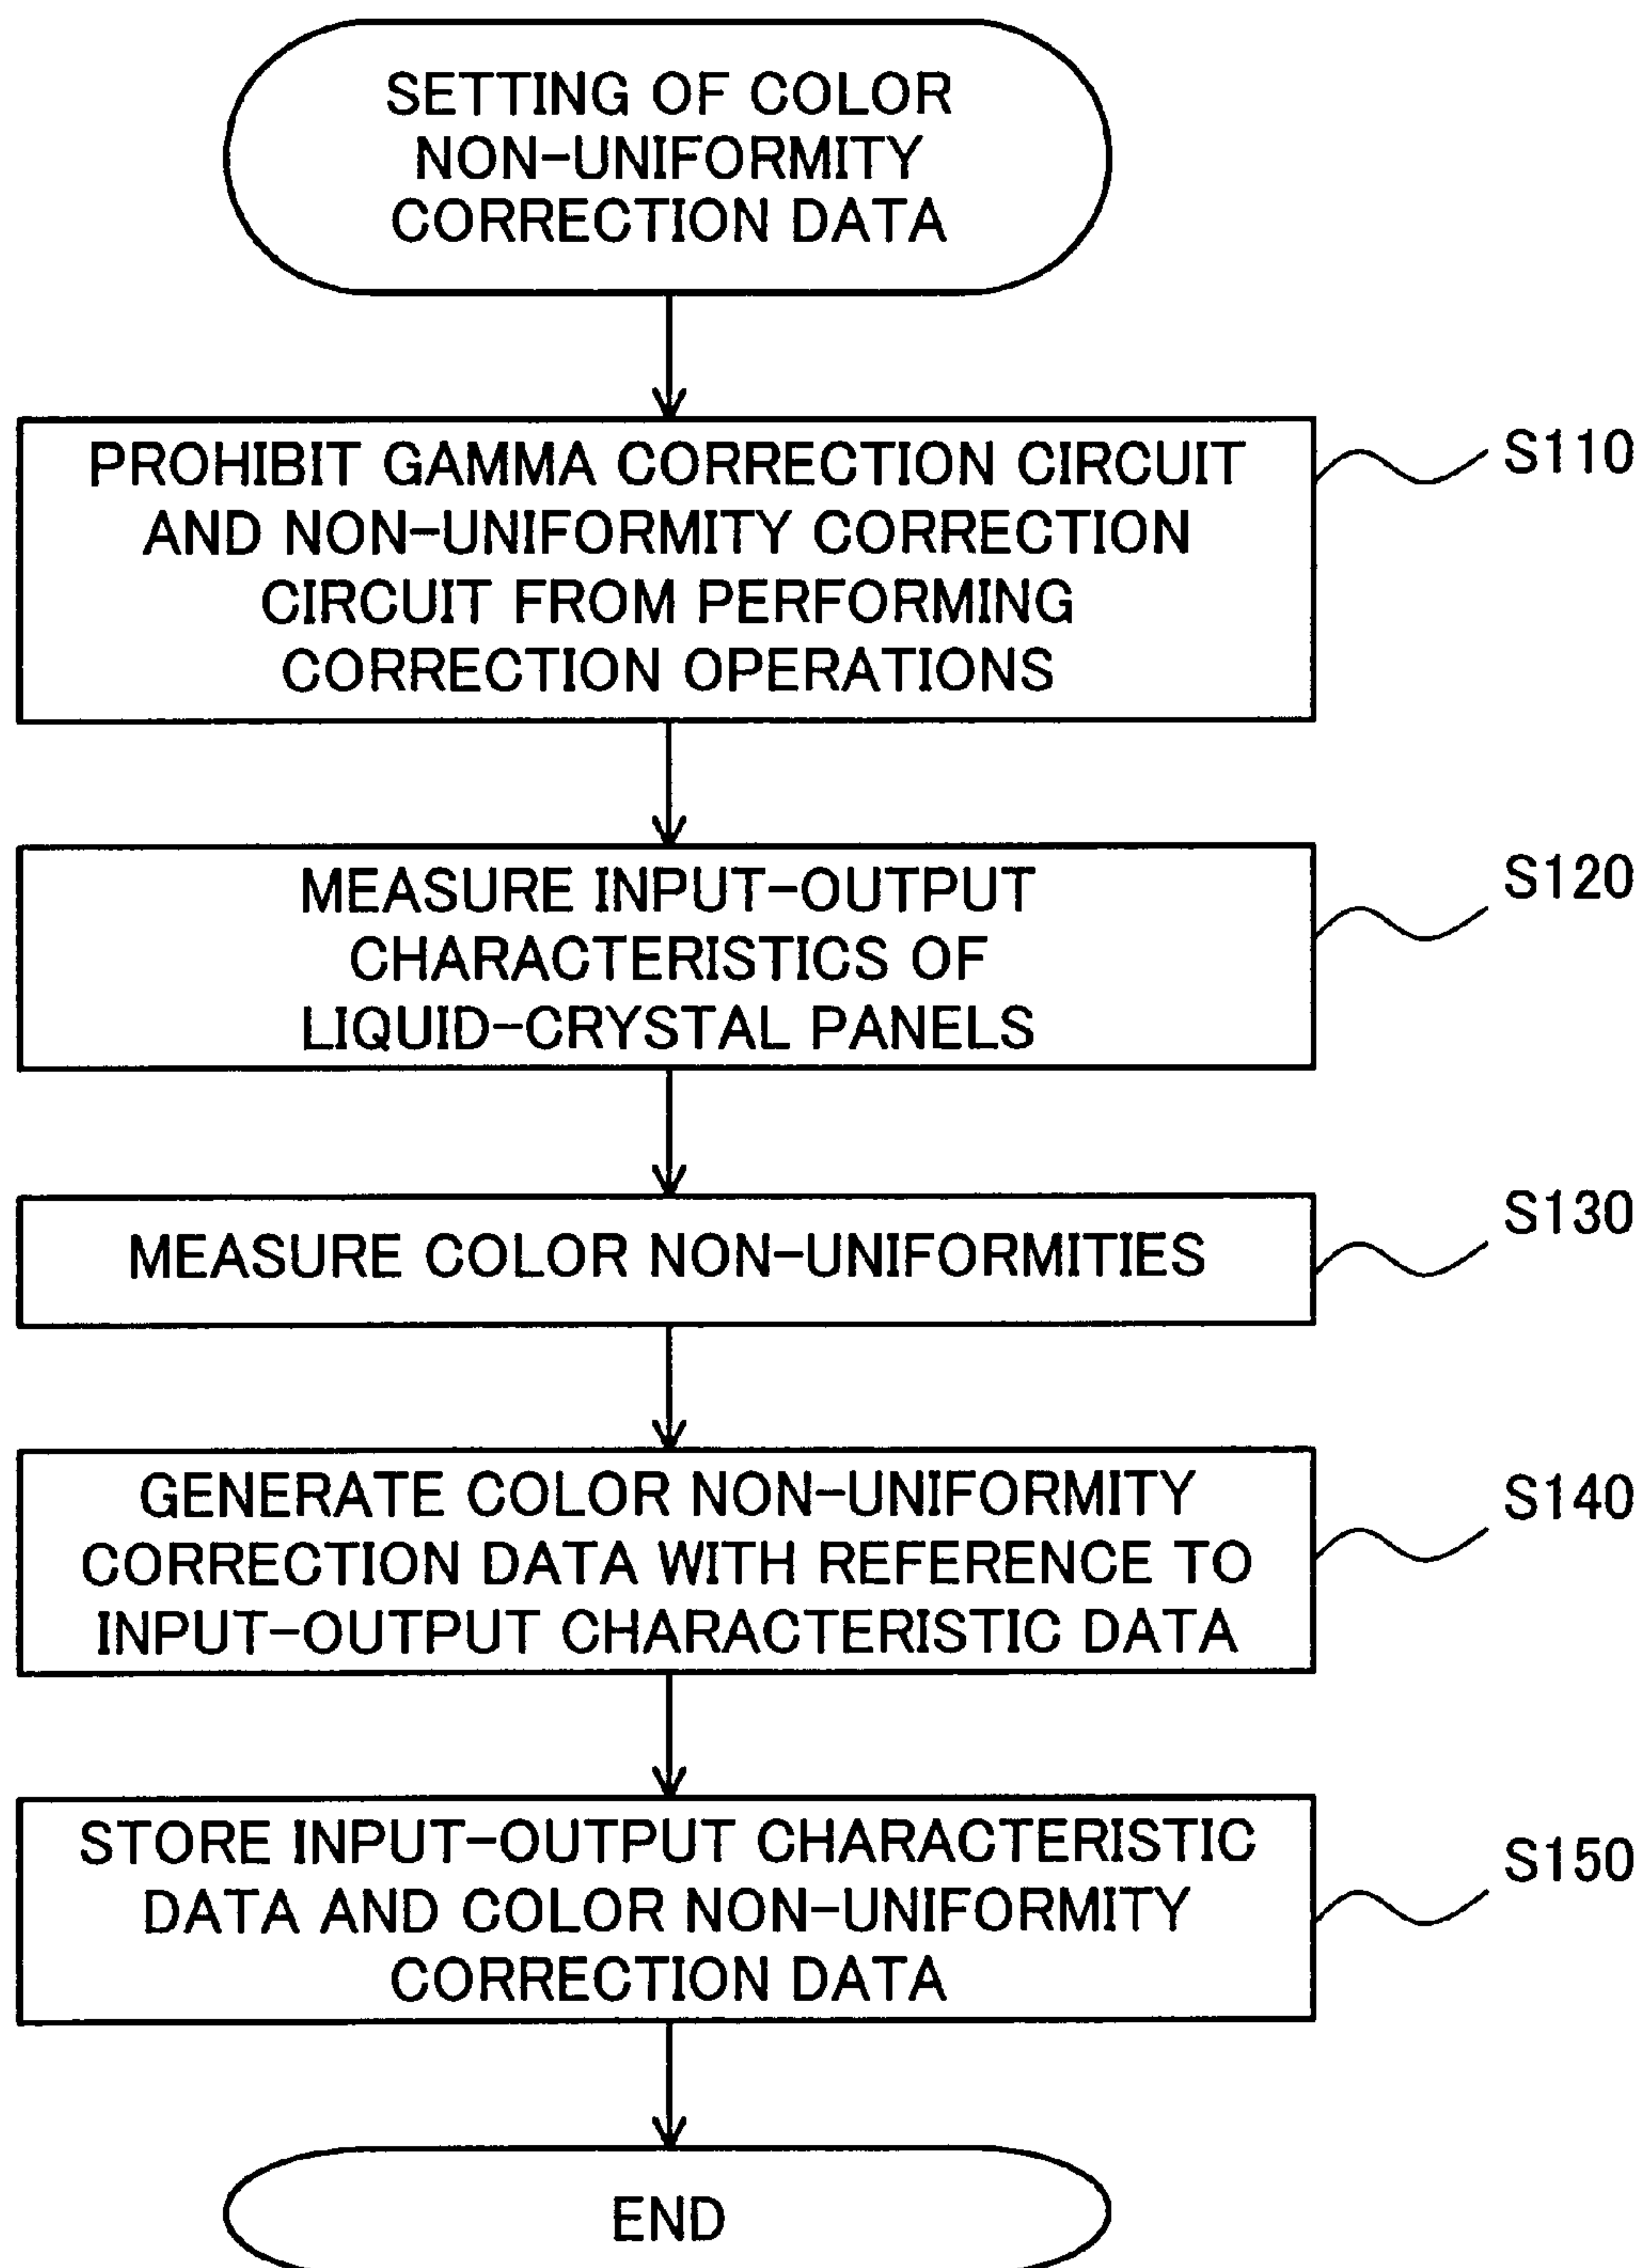 SETTING OF COLOR
NON-UNIFORMITY
CORRECTION DATA
PROHIBIT GAMMA CORRECTION CIRCUIT
AND NON-UNIFORMITY CORRECTION
CIRCUIT FROM PERFORMING
CORRECTION OPERATIONS
S110
MEASURE INPUT-OUTPUT
CHARACTERISTICS OF
LIQUID-CRYSTAL PANELS
S120
MEASURE COLOR NON-UNIFORMITIES
S130
GENERATE COLOR NON-UNIFORMITY
CORRECTION DATA WITH REFERENCE TO
INPUT-OUTPUT CHARACTERISTIC DATA
S140
STORE INPUT-OUTPUT CHARACTERISTIC
DATA AND COLOR NON-UNIFORMITY
CORRECTION DATA
S150
END